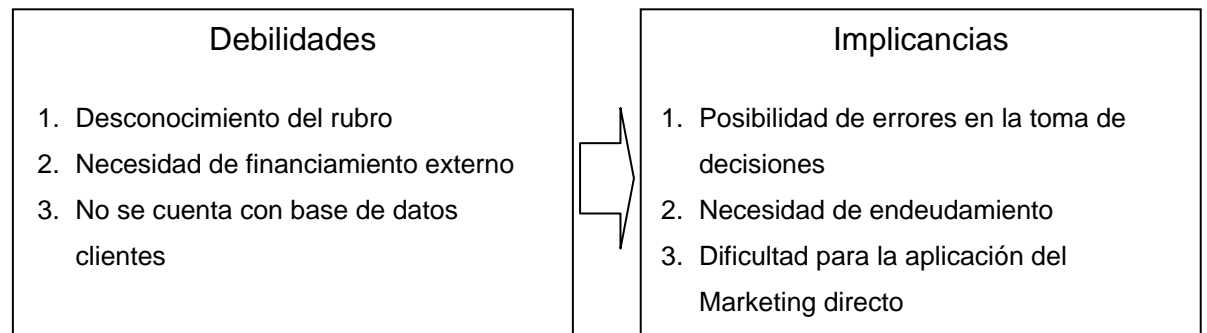 Debilidades
1. Desconocimiento del rubro
2. Necesidad de financiamiento externo
3. No se cuenta con base de datos
clientes
Implicancias
1. Posibilidad de errores en la toma de
decisiones
2. Necesidad de endeudamiento
3. Dificultad para la aplicación del
Marketing directo